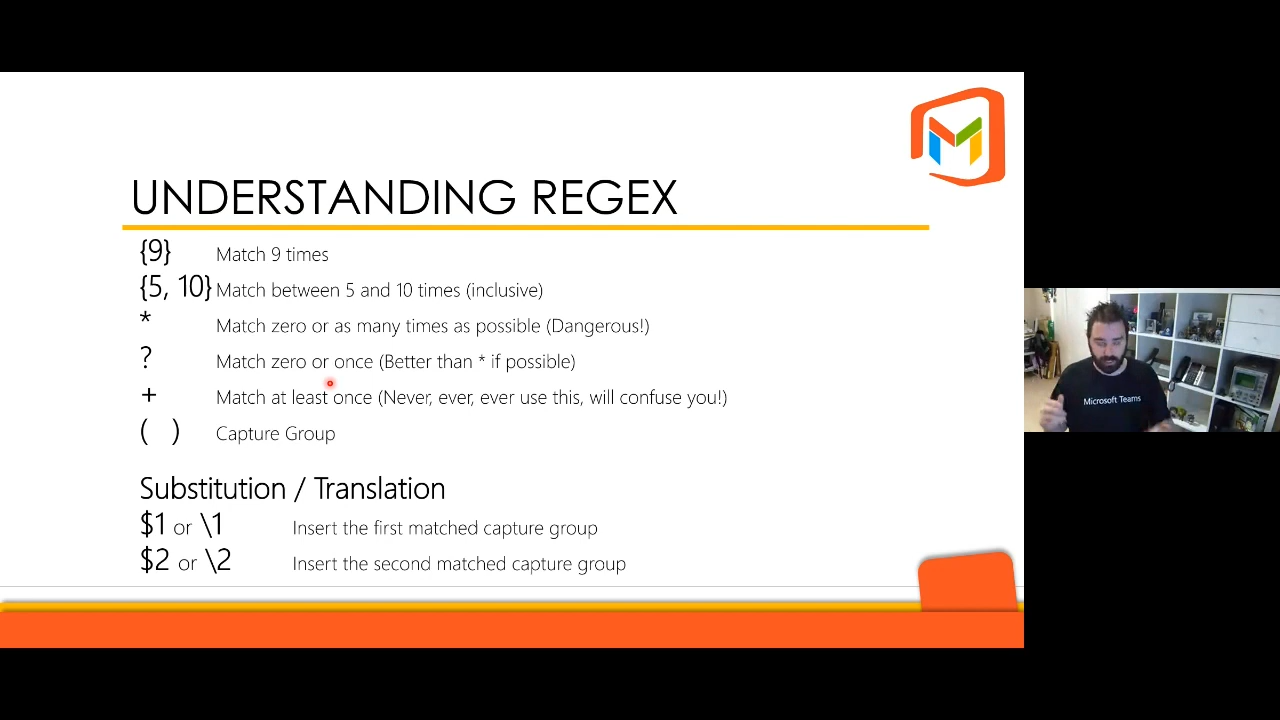 UNDERSTANDING REGEX
{9} Match 9 times
{5, 10} Match between 5 and 10 times (inclusive)
* Match zero or as many times as possible (Dangerous!)
? Match zero or once (Better than * if possible)
+ Match at least once (Never, ever, ever use this, will confuse you!)
( ) Capture Group
Substitution / Translation
$1 or \1 Insert the first matched capture group
$2 or \2 Insert the second matched capture group
Microsoft Teams